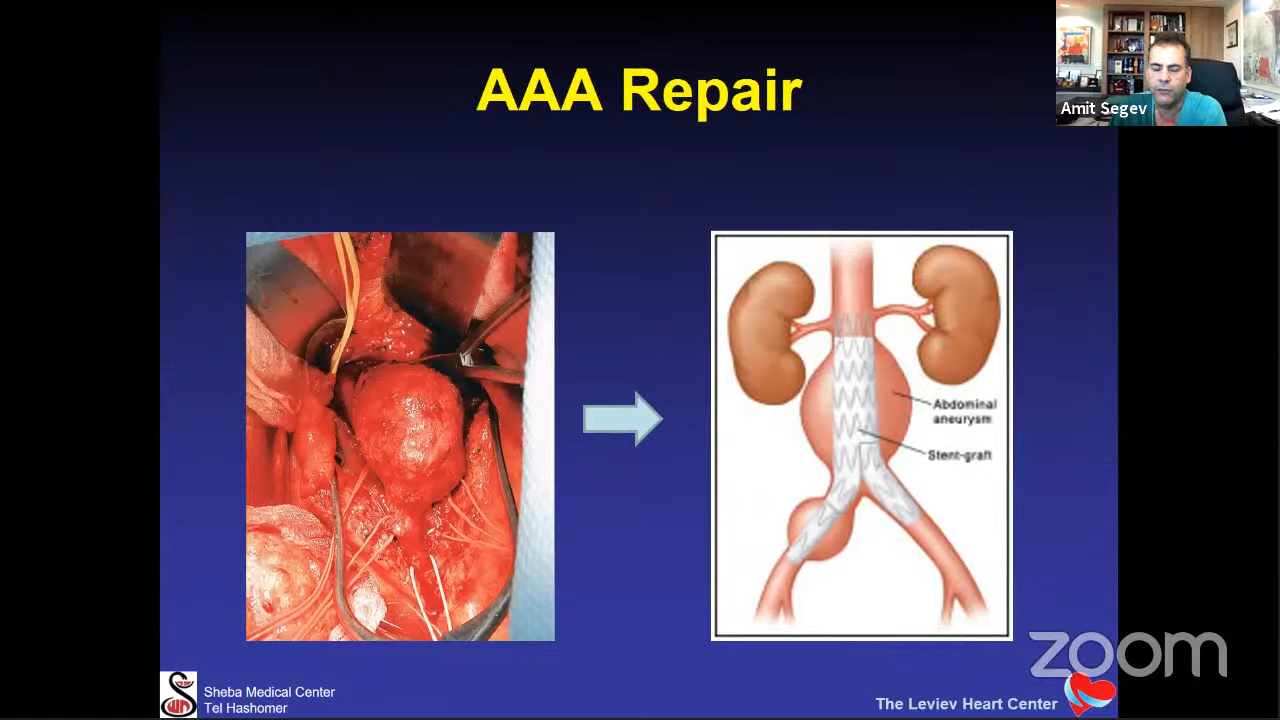 AAA Repair
Amit Segev
Abdominal
aneurysm
Stent-graft
zoom
Sheba Medical Center
Tel Hashomer
The Leviev Heart Center